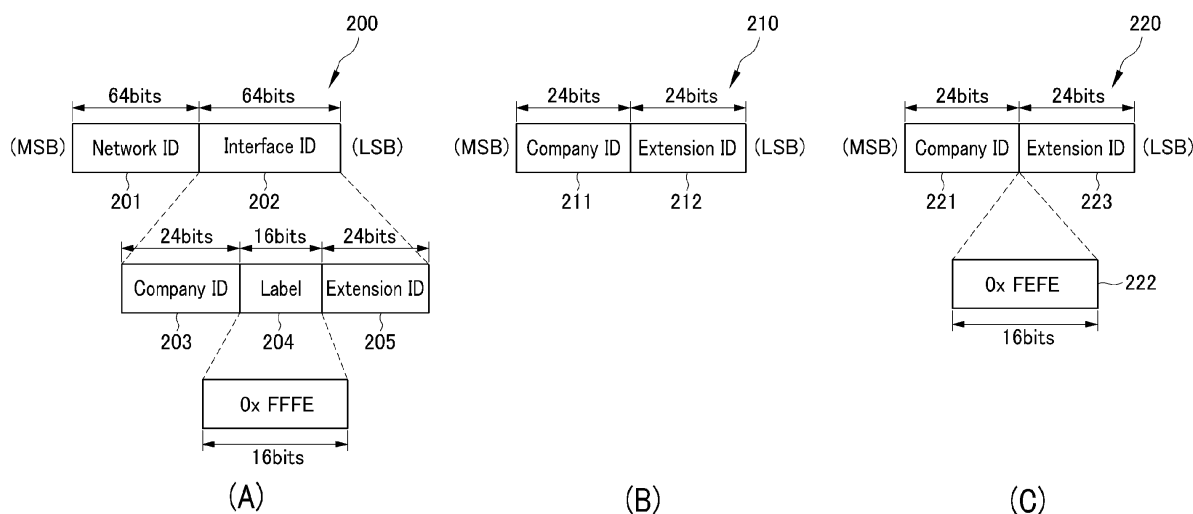 200
64bits 64bits
(MSB) Network ID Interface ID (LSB)
201 202
24bits 16bits 24bits
Company ID Label Extension ID
203 204 205
0x FFFE
16bits
(A)
210
24bits 24bits
(MSB) Company ID Extension ID (LSB)
211 212
(B)
220
24bits 24bits
(MSB) Company ID Extension ID (LSB)
221 223
0x FEFE 222
16bits
(C)